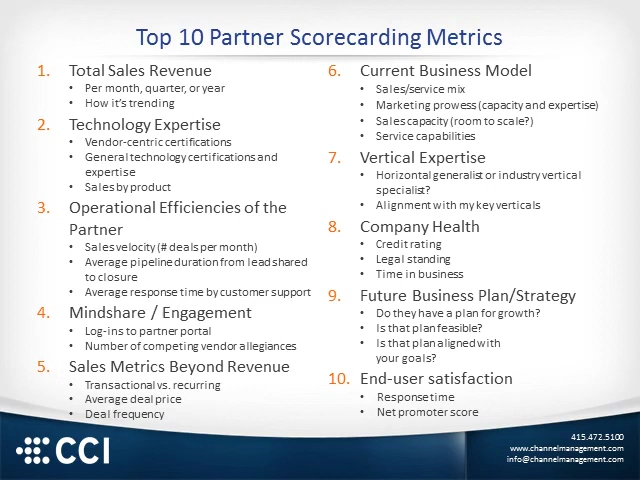 Top 10 Partner Scorecarding Metrics
1. Total Sales Revenue
• Per month, quarter, or year
• How it's trending
2. Technology Expertise
• Vendor-centric certifications
• General technology certifications and
expertise
• Sales by product
3. Operational Efficiencies of the
Partner
• Sales velocity (# deals per month)
• Average pipeline duration from lead shared
to closure
• Average response time by customer support
4. Mindshare / Engagement
• Log-ins to partner portal
• Number of competing vendor allegiances
5. Sales Metrics Beyond Revenue
• Transactional vs. recurring
• Average deal price
• Deal frequency
6. Current Business Model
• Sales/service mix
• Marketing prowess (capacity and expertise)
• Sales capacity (room to scale?)
• Service capabilities
7. Vertical Expertise
• Horizontal generalist or industry vertical
specialist?
• Alignment with my key verticals
8. Company Health
• Credit rating
• Legal standing
• Time in business
9. Future Business Plan/Strategy
• Do they have a plan for growth?
• Is that plan feasible?
• Is that plan aligned with
your goals?
10. End-user satisfaction
• Response time
• Net promoter score
CCI
415.472.5100
www.channelmanagement.com
info@channelmanagement.com